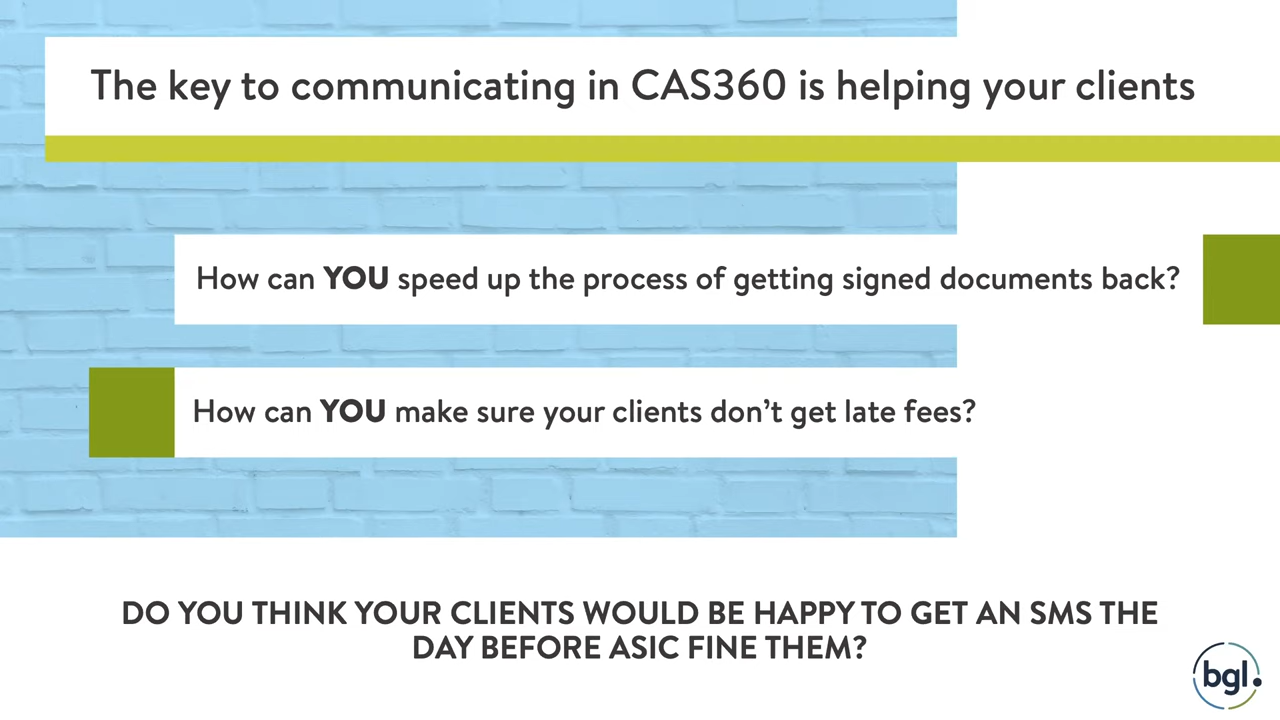 The key to communicating in CAS360 is helping your clients
How can YOU speed up the process of getting signed documents back?
How can YOU make sure your clients don’t get late fees?
DO YOU THINK YOUR CLIENTS WOULD BE HAPPY TO GET AN SMS THE
DAY BEFORE ASIC FINE THEM?
bgl.